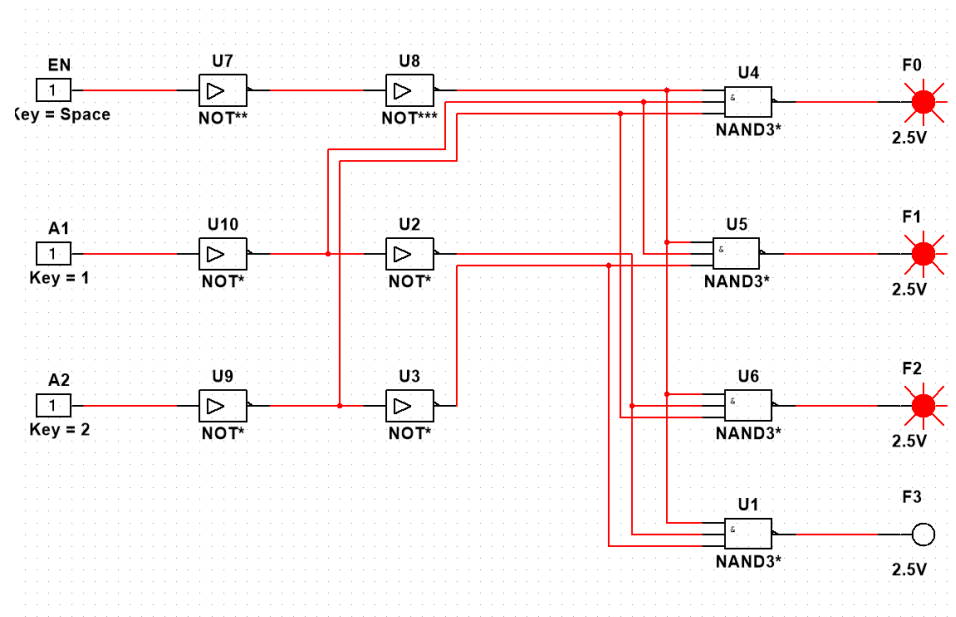 EN
1
Key = Space
U7
NOT**
U8
NOT***
U4
&
NAND3*
F0
2.5V
A1
1
Key = 1
U10
NOT*
U2
NOT*
U5
&
NAND3*
F1
2.5V
A2
1
Key = 2
U9
NOT*
U3
NOT*
U6
&
NAND3*
F2
2.5V
U1
&
NAND3*
F3
2.5V